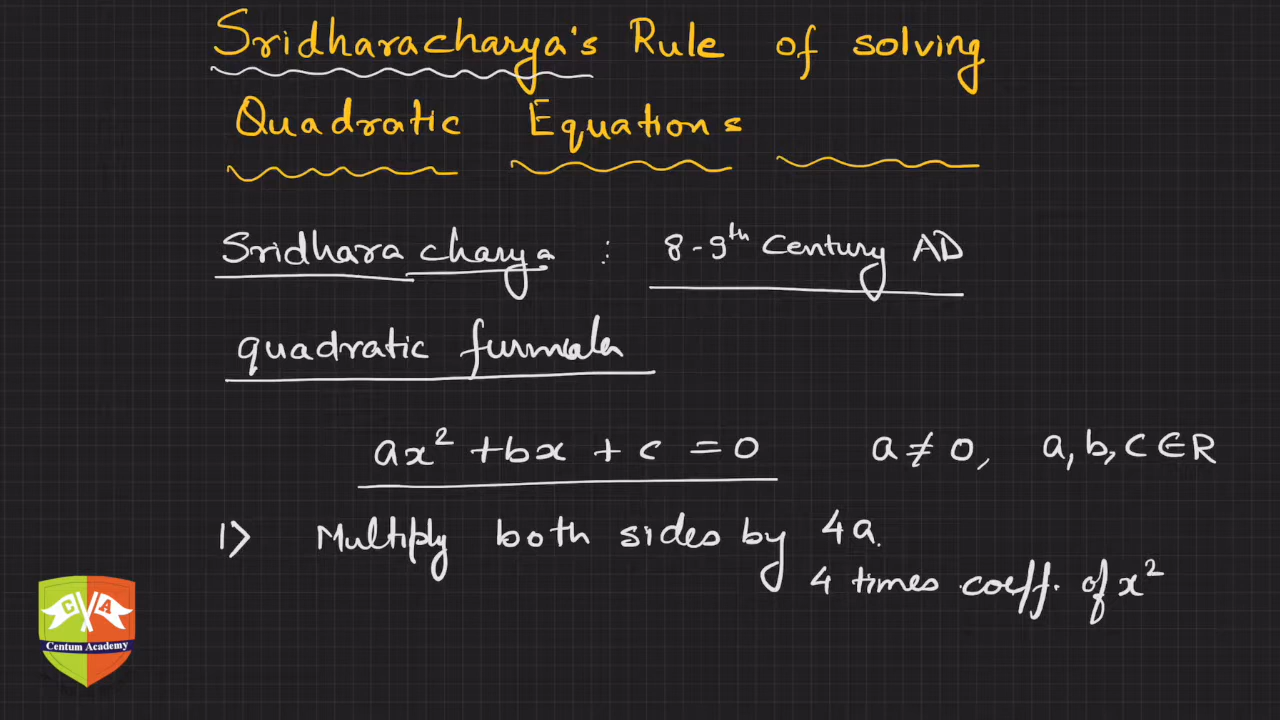 Sridharacharya's Rule of solving
Quadratic Equations
Sridharacharya : 8-9th Century AD
quadratic formula
ax² + bx + c = 0 a ≠ 0, a, b, c ∈ R
1) Multiply both sides by 4a.
4 times coeff. of x²
C A
Centum Academy